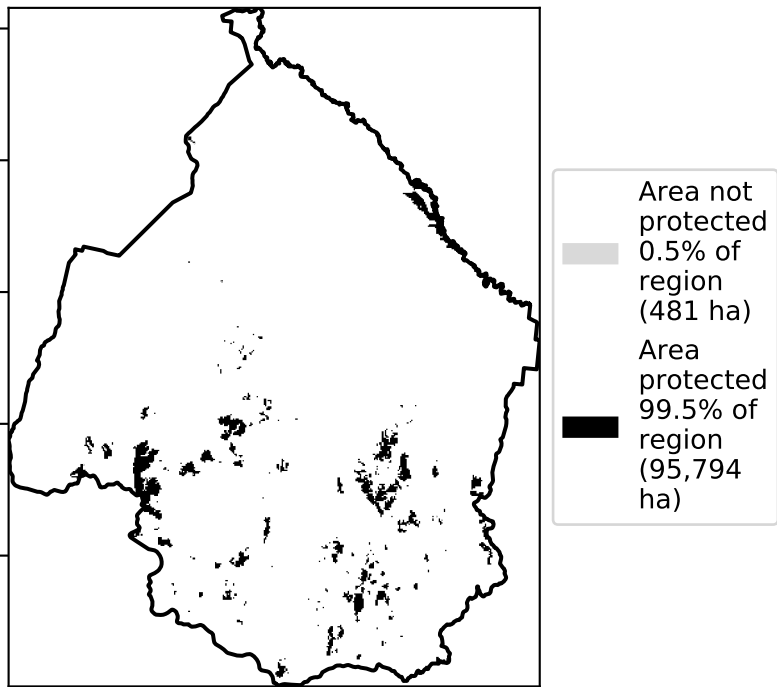 Area not
protected
0.5% of
region
(481 ha)
Area
protected
99.5% of
region
(95,794
ha)